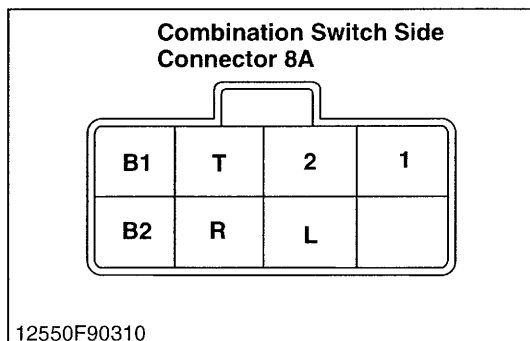 Combination Switch Side
Connector 8A
B1 T 2 1
B2 R L
12550F90310